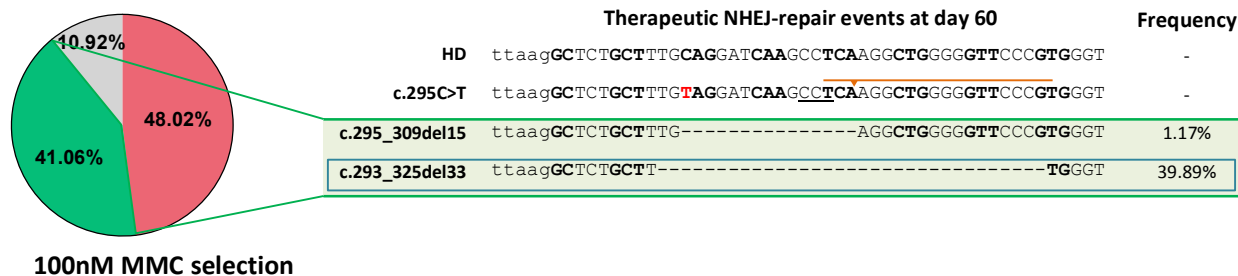 Therapeutic NHEJ-repair events at day 60 Frequency
10.92%
48.02%
41.06%
HD ttaagGCTCTGCTTTGCAGGATCAAGCCTCAAGGCTGGGGGTTCCCGTGGGT -
c.295C>T ttaagGCTCTGCTTTGTAGGATCAAGCCTCAAGGCTGGGGGTTCCCGTGGGT -
c.295_309del15 ttaagGCTCTGCTTTG---------------AGGCTGGGGGTTCCCGTGGGT 1.17%
c.293_325del33 ttaagGCTCTGCTT---------------------------------TGGGT 39.89%
100nM MMC selection